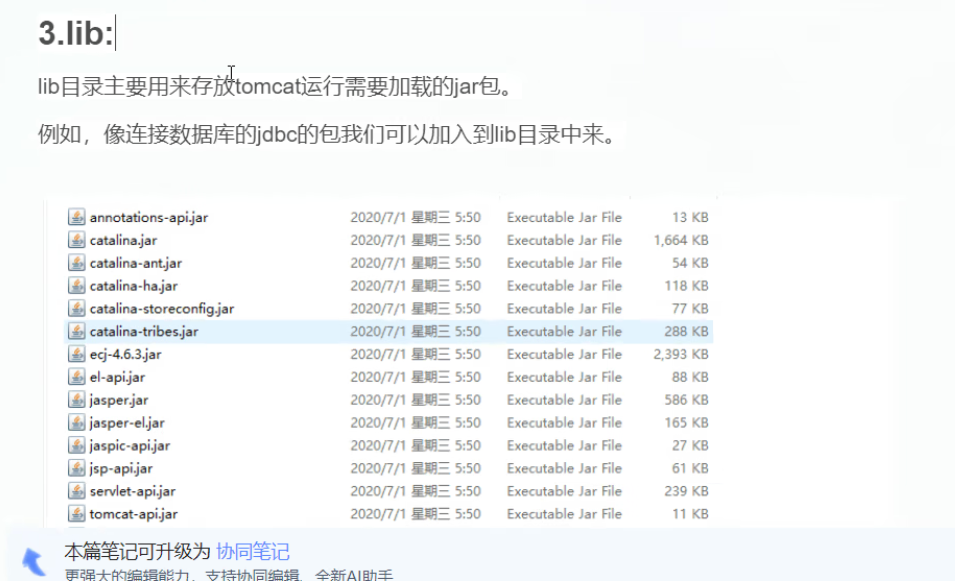 3.lib:
lib目录主要用来存放tomcat运行需要加载的jar包。
例如，像连接数据库的jdbc的包我们可以加入到lib目录中来。
annotations-api.jar 2020/7/1 星期三 5:50 Executable Jar File 13 KB
catalina.jar 2020/7/1 星期三 5:50 Executable Jar File 1,664 KB
catalina-ant.jar 2020/7/1 星期三 5:50 Executable Jar File 54 KB
catalina-ha.jar 2020/7/1 星期三 5:50 Executable Jar File 118 KB
catalina-storeconfig.jar 2020/7/1 星期三 5:50 Executable Jar File 77 KB
catalina-tribes.jar 2020/7/1 星期三 5:50 Executable Jar File 288 KB
ecj-4.6.3.jar 2020/7/1 星期三 5:50 Executable Jar File 2,393 KB
el-api.jar 2020/7/1 星期三 5:50 Executable Jar File 88 KB
jasper.jar 2020/7/1 星期三 5:50 Executable Jar File 586 KB
jasper-el.jar 2020/7/1 星期三 5:50 Executable Jar File 165 KB
jaspic-api.jar 2020/7/1 星期三 5:50 Executable Jar File 27 KB
jsp-api.jar 2020/7/1 星期三 5:50 Executable Jar File 61 KB
servlet-api.jar 2020/7/1 星期三 5:50 Executable Jar File 239 KB
tomcat-api.jar 2020/7/1 星期三 5:50 Executable Jar File 11 KB
本篇笔记可升级为 协同笔记
更强大的编辑能力，支持协同编辑、全新AI助手